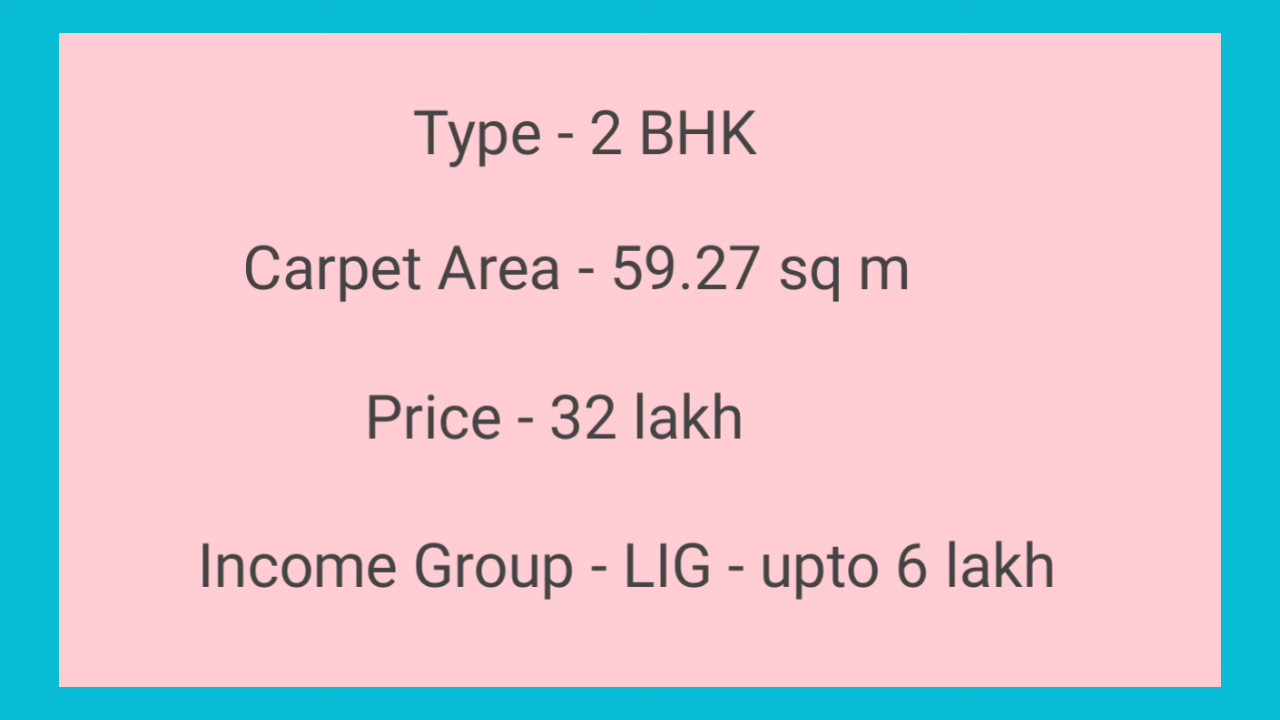 Type - 2 BHK
Carpet Area - 59.27 sq m
Price - 32 lakh
Income Group - LIG - upto 6 lakh